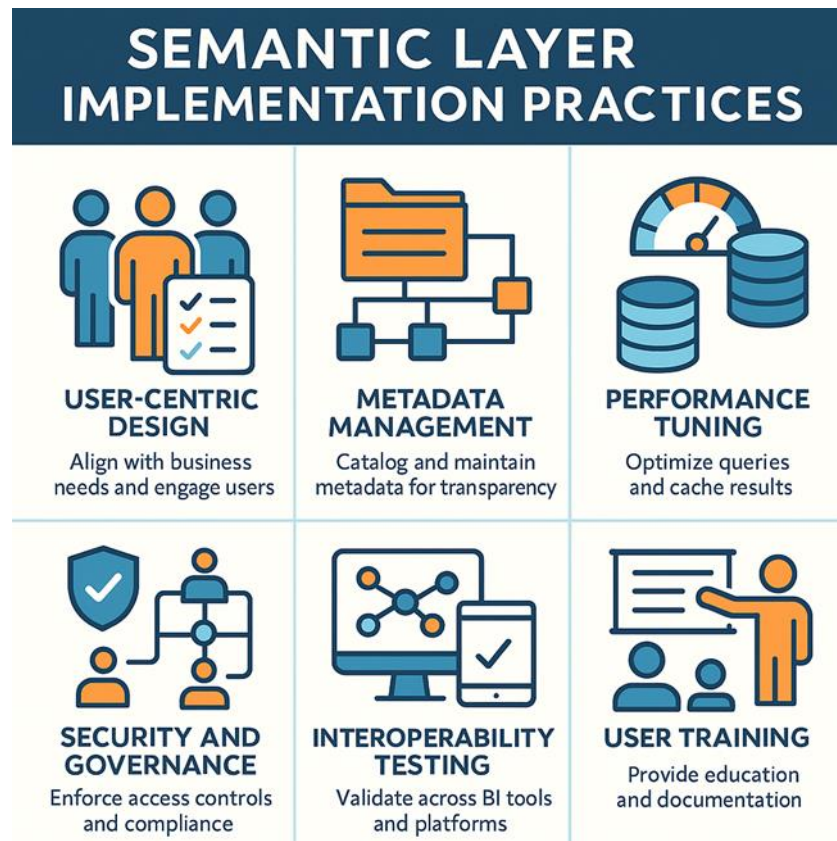 SEMANTIC LAYER
IMPLEMENTATION PRACTICES
USER-CENTRIC
DESIGN
Align with business
needs and engage users
METADATA
MANAGEMENT
Catalog and maintain
metadata for transparency
PERFORMANCE
TUNING
Optimize queries
and cache results
SECURITY AND
GOVERNANCE
Enforce access controls
and compliance
INTEROPERABILITY
TESTING
Validate across BI tools
and platforms
USER TRAINING
Provide education
and documentation